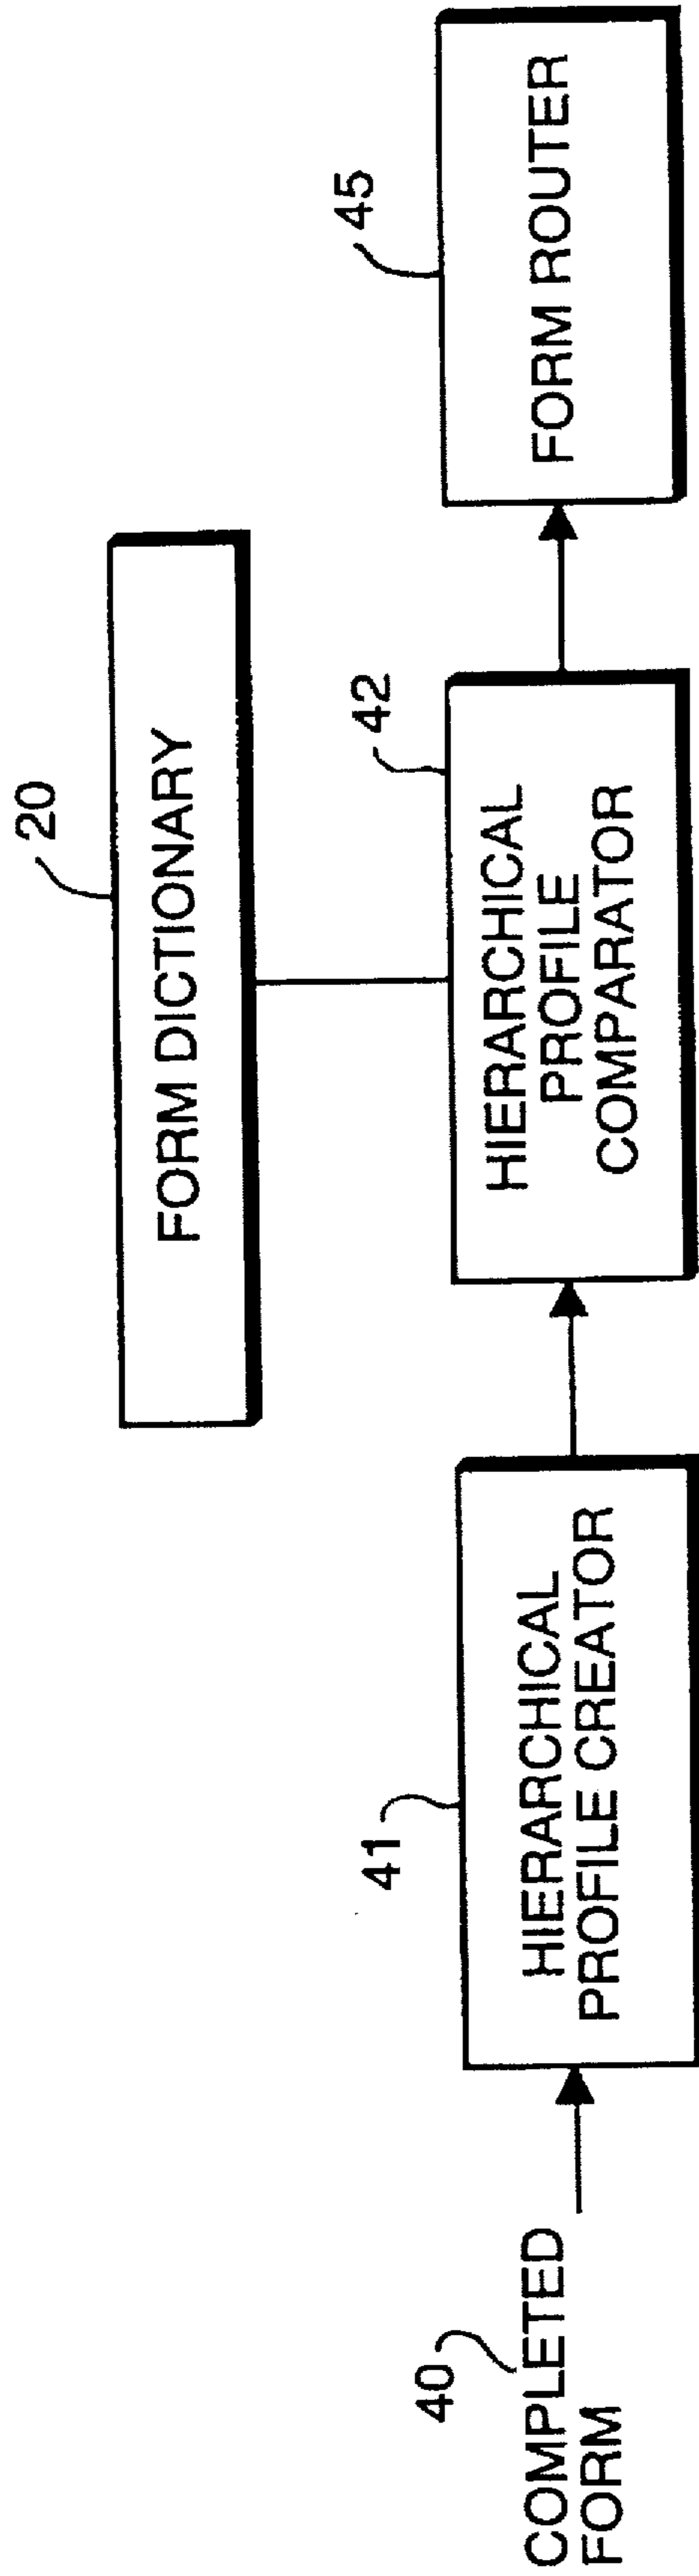 20
FORM DICTIONARY
40
COMPLETED
FORM
41
HIERARCHICAL
PROFILE CREATOR
42
HIERARCHICAL
PROFILE
COMPARATOR
45
FORM ROUTER